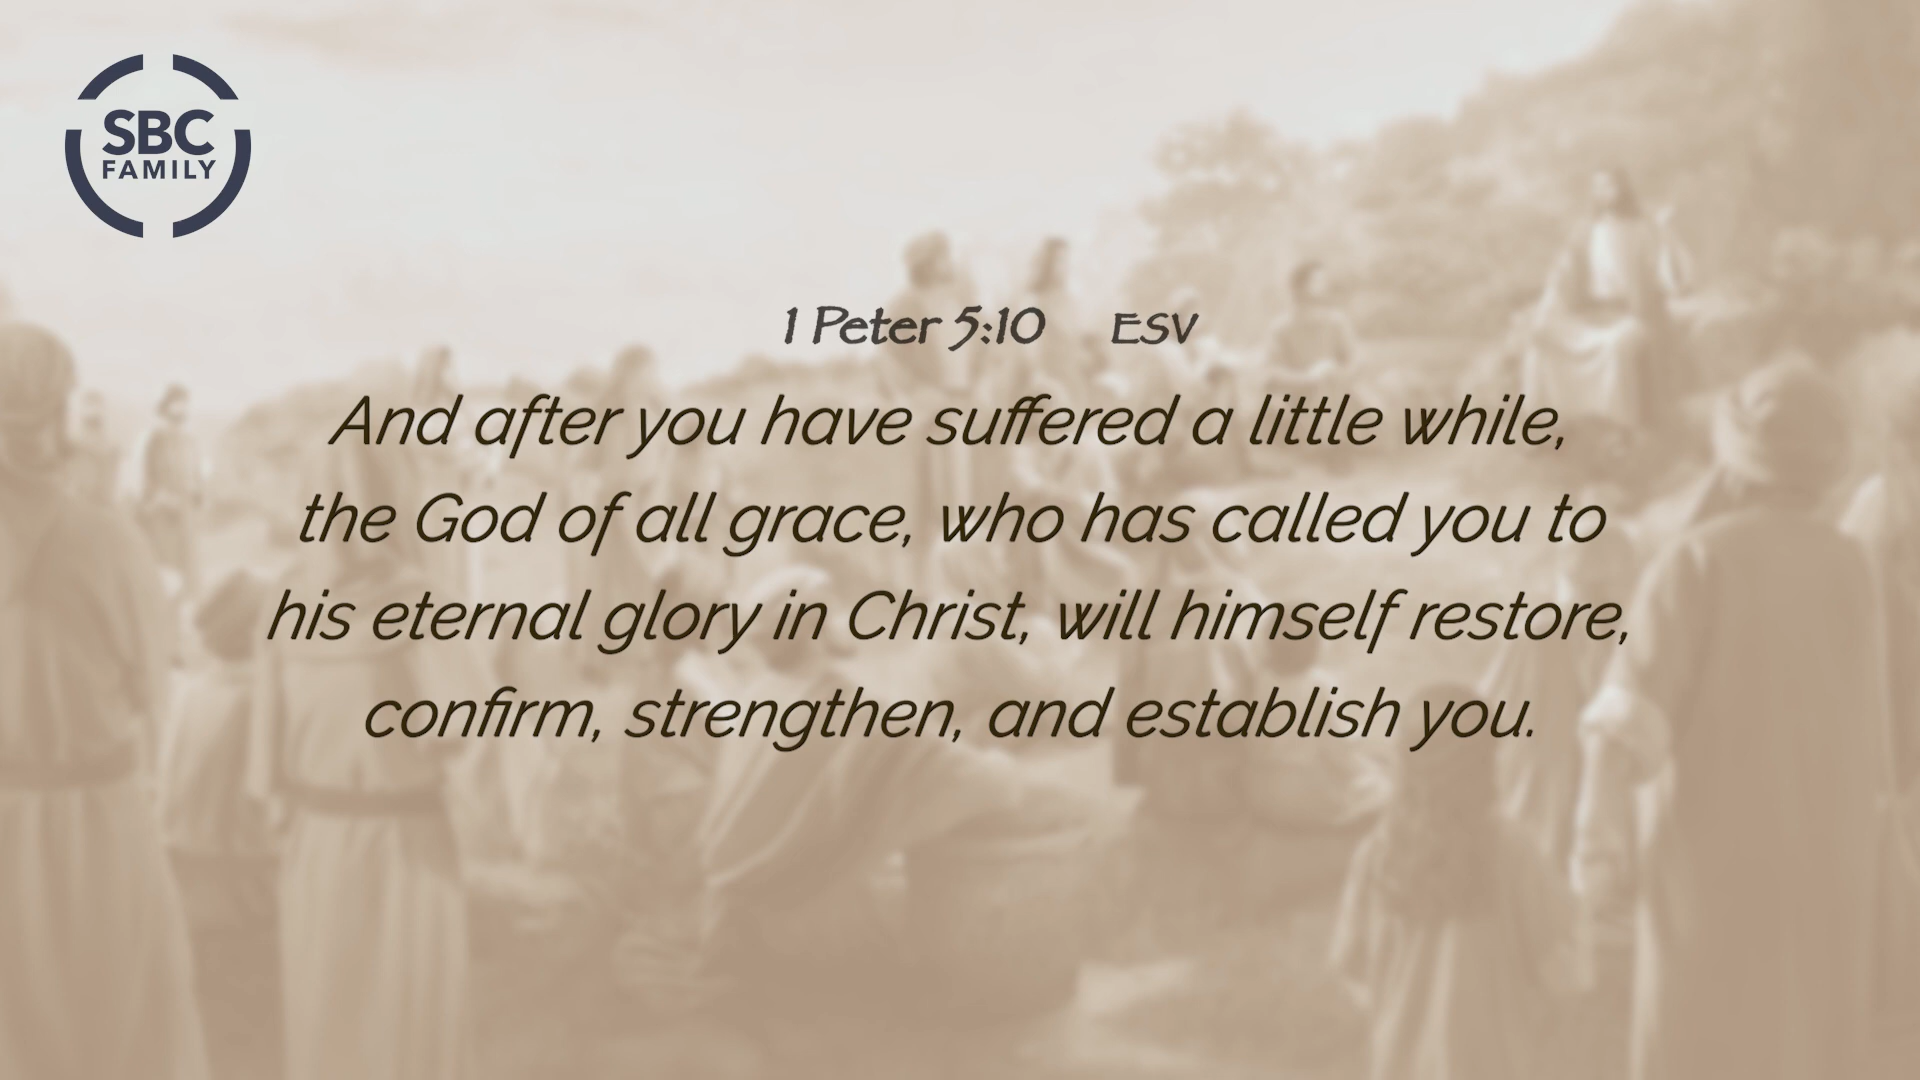 SBC
FAMILY
1 Peter 5:10 ESV
And after you have suffered a little while,
the God of all grace, who has called you to
his eternal glory in Christ, will himself restore,
confirm, strengthen, and establish you.